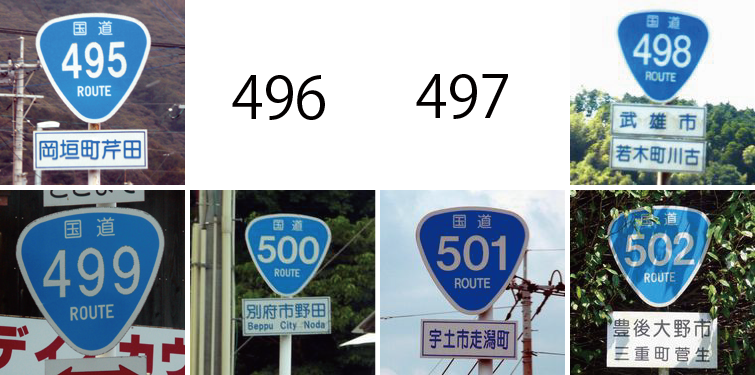 国道
495
ROUTE
岡垣町芹田
496
497
国道
498
ROUTE
武雄市
若木町川古
国道
499
ROUTE
国道
500
ROUTE
別府市野田
Beppu City Noda
国道
501
ROUTE
宇土市走潟町
国道
502
ROUTE
豊後大野市
三重町菅生